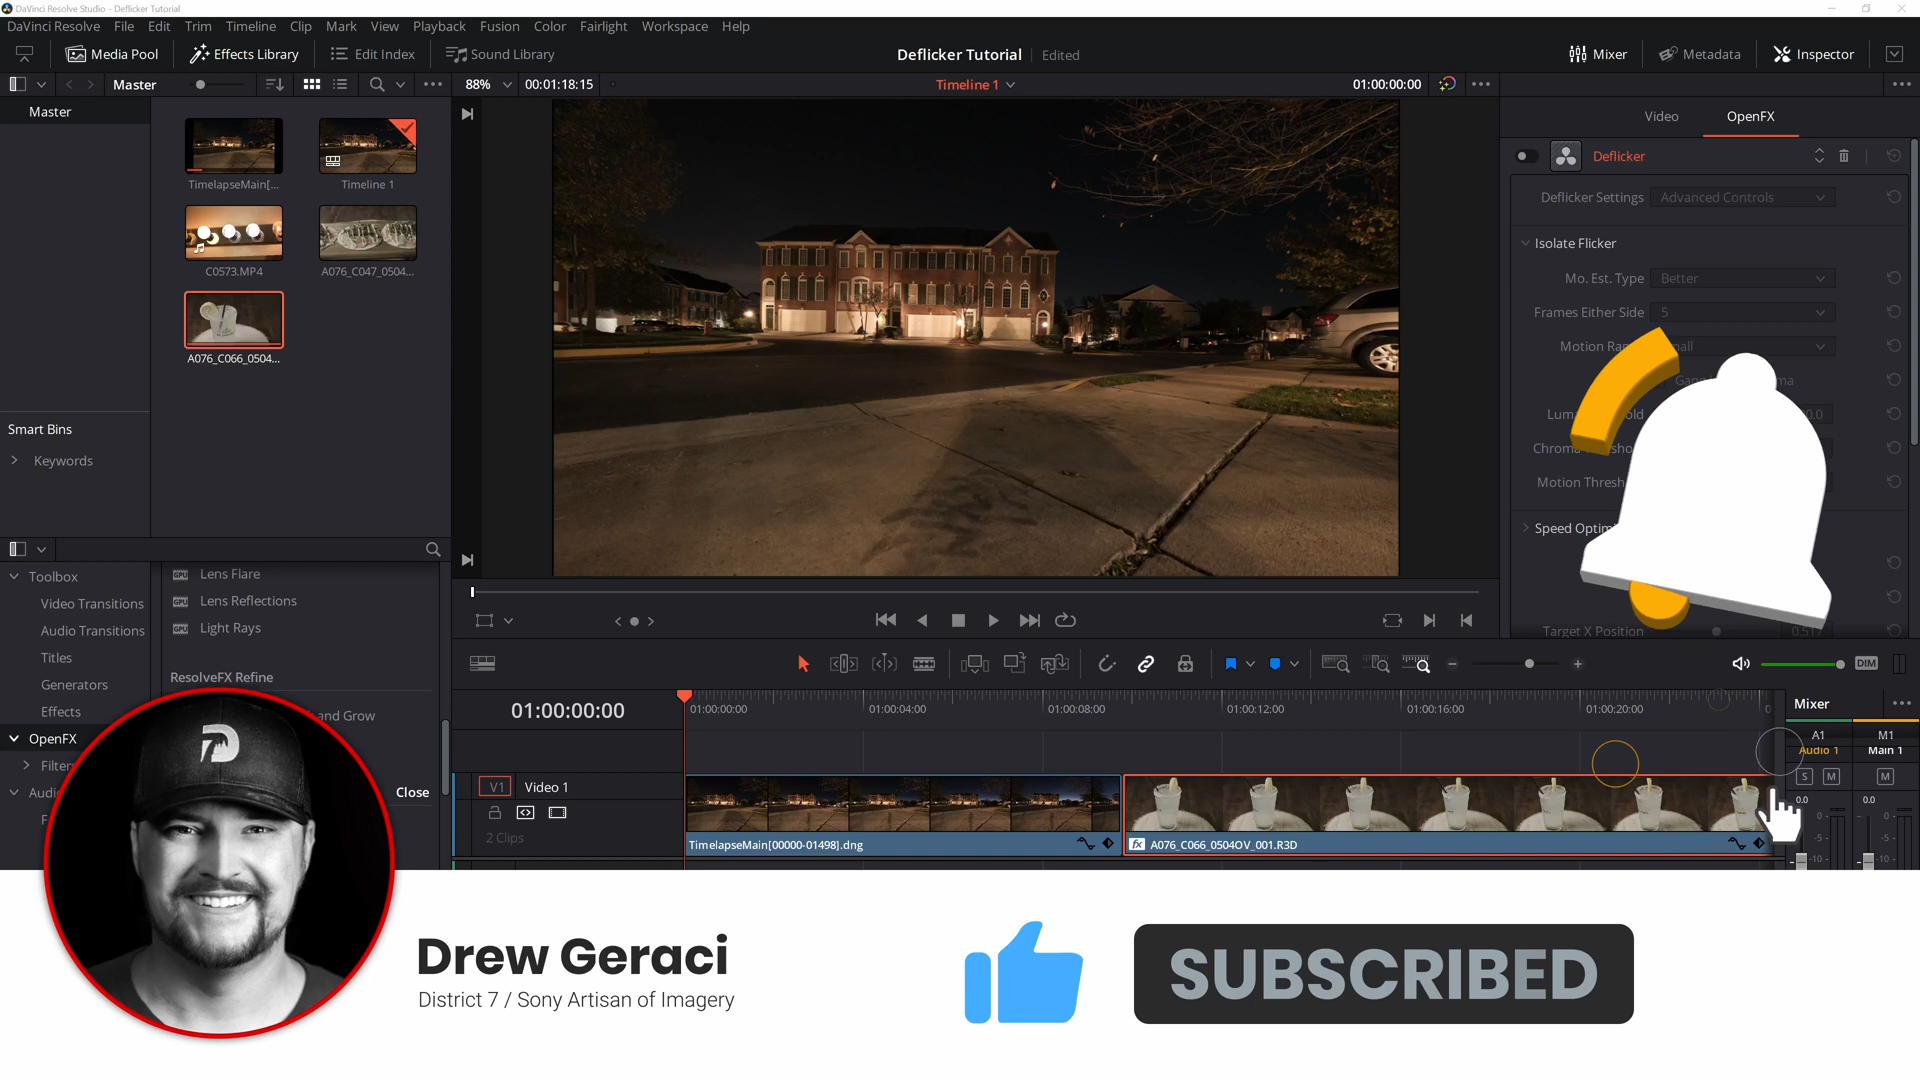 DaVinci Resolve Studio - Deflicker Tutorial
DaVinci Resolve File Edit Trim Timeline Clip Mark View Playback Fusion Color Fairlight Workspace Help
Media Pool Effects Library Edit Index Sound Library Deflicker Tutorial Edited Mixer Metadata Inspector
Master 88% 00:01:18:15 Timeline 1 01:00:00:00
Master
TimelapseMain[...
Timeline 1
C0573.MP4
A076_C047_0504...
A076_C066_0504...
Smart Bins
Keywords
Video OpenFX
Deflicker
Deflicker Settings Advanced Controls
Isolate Flicker
Mo. Est. Type Better
Frames Either Side 5
Motion Ra
Chroma
Motion Thresh
Speed Optimi
Target X Position
Toolbox
Video Transitions
Audio Transitions
Titles
Generators
Effects
OpenFX
Filter
Audi
F
Lens Flare
Lens Reflections
Light Rays
ResolveFX Refine
and Grow
Close
DIM
01:00:00:00
01:00:00:00 01:00:04:00 01:00:08:00 01:00:12:00 01:00:16:00 01:00:20:00
V1 Video 1
2 Clips
TimelapseMain[00000-01498].dng
fx A076_C066_0504OV_001.R3D
Mixer
A1 M1
Audio 1 Main 1
S M M
0.0 0.0
0
-5
-10
0
-5
-10
Drew Geraci
District 7 / Sony Artisan of Imagery
SUBSCRIBED